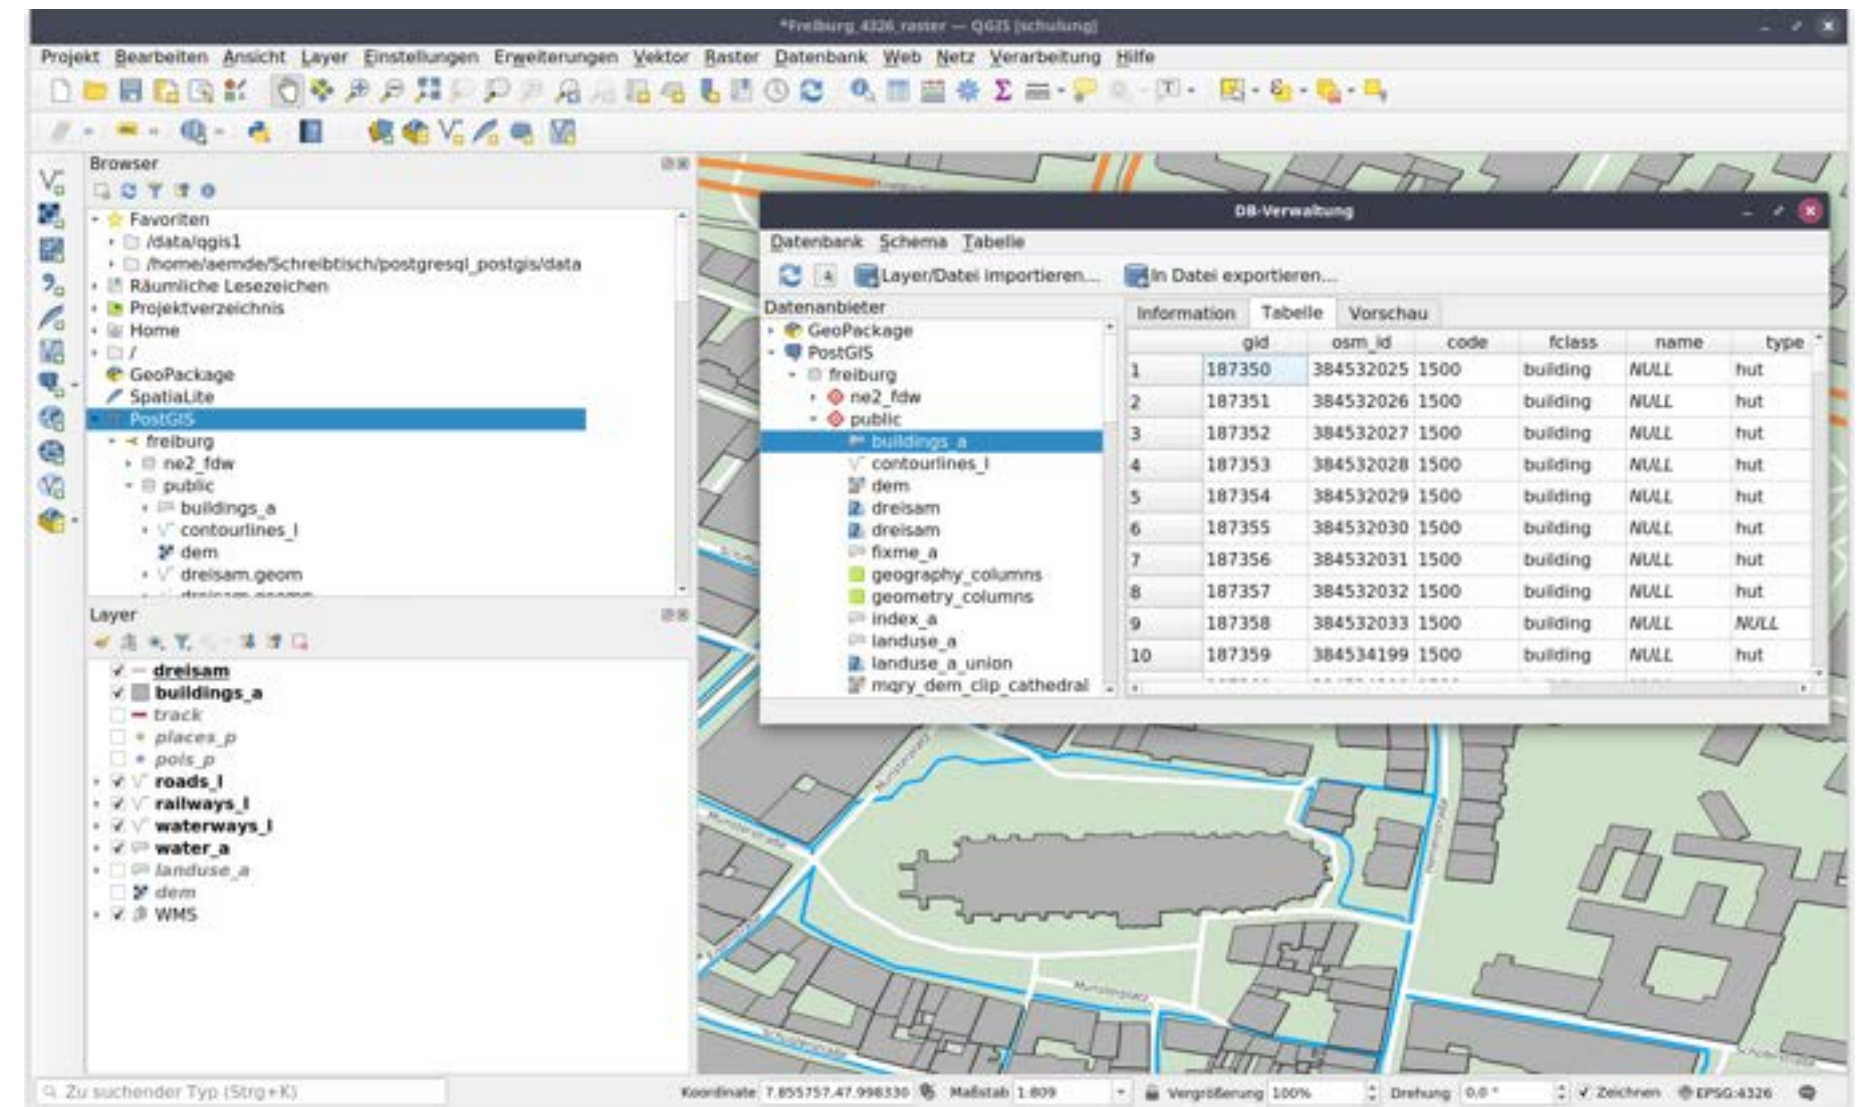 *Freiburg_4326_raster — QGIS [schulung]
Projekt Bearbeiten Ansicht Layer Einstellungen Erweiterungen Vektor Raster Datenbank Web Netz Verarbeitung Hilfe
Browser
Favoriten
/data/qgis1
/home/aemde/Schreibtisch/postgresql_postgis/data
Räumliche Lesezeichen
Projektverzeichnis
Home
/
GeoPackage
SpatiaLite
PostGIS
freiburg
ne2_fdw
public
buildings_a
contourlines_l
dem
dreisam.geom
Layer
dreisam
buildings_a
track
places_p
pois_p
roads_l
railways_l
waterways_l
water_a
landuse_a
dem
WMS
DB-Verwaltung
Datenbank Schema Tabelle
Layer/Datei importieren... In Datei exportieren...
Datenanbieter
GeoPackage
PostGIS
freiburg
ne2_fdw
public
buildings_a
contourlines_l
dem
dreisam
dreisam
fixme_a
geography_columns
geometry_columns
index_a
landuse_a
landuse_a_union
mqry_dem_clip_cathedral
Information Tabelle Vorschau
gid osm_id code fclass name type
1 187350 384532025 1500 building NULL hut
2 187351 384532026 1500 building NULL hut
3 187352 384532027 1500 building NULL hut
4 187353 384532028 1500 building NULL hut
5 187354 384532029 1500 building NULL hut
6 187355 384532030 1500 building NULL hut
7 187356 384532031 1500 building NULL hut
8 187357 384532032 1500 building NULL hut
9 187358 384532033 1500 building NULL NULL
10 187359 384534199 1500 building NULL hut
Münsterplatz
Münsterstraße
Herrenstraße
Münsterplatz
Schusterstraße
Zu suchender Typ (Strg+K)
Koordinate 7.855757,47.998330 Maßstab 1:809 Vergrößerung 100% Drehung 0,0 ° Zeichnen EPSG:4326